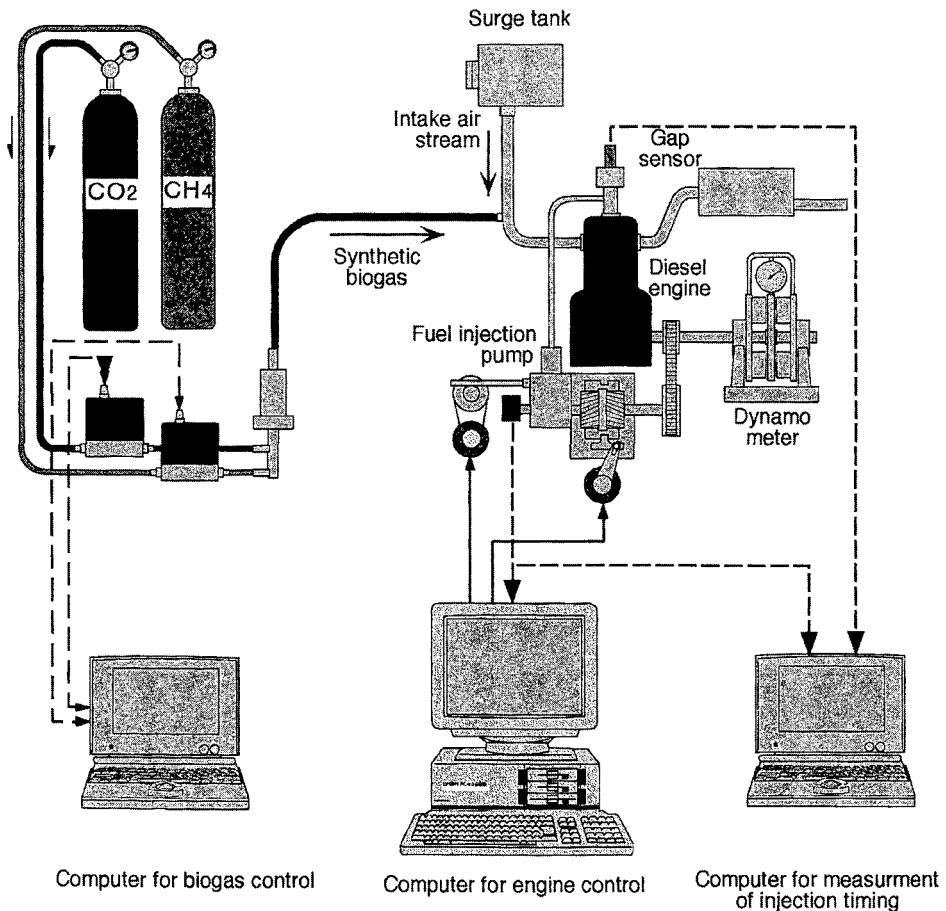 Surge tank
Intake air
stream
Gap
sensor
CO2
CH4
Synthetic
biogas
Diesel
engine
Fuel injection
pump
Dynamo
meter
Computer for biogas control
Computer for engine control
Computer for measurment
of injection timing